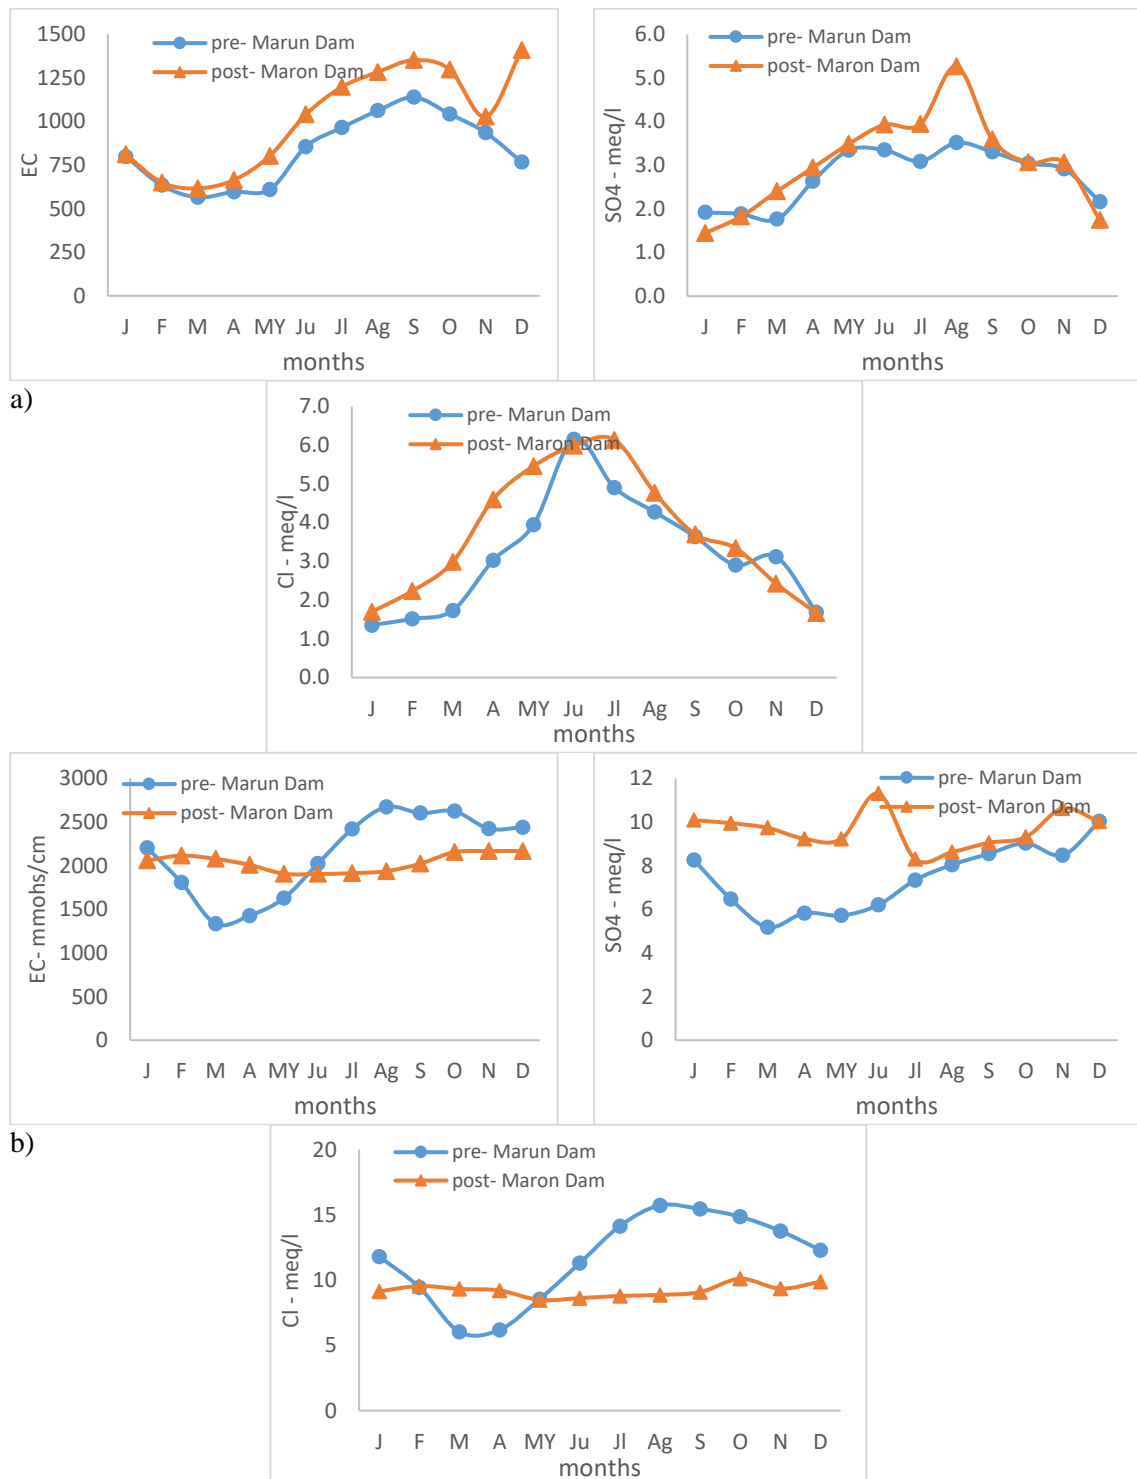 1500
1250
1000
750
500
250
0
EC
pre- Marun Dam
post- Maron Dam
J F M A MY Ju Jl Ag S O N D
months
6.0
5.0
4.0
3.0
2.0
1.0
0.0
SO4 - meq/l
pre- Marun Dam
post- Maron Dam
J F M A MY Ju Jl Ag S O N D
months
a)
7.0
6.0
5.0
4.0
3.0
2.0
1.0
0.0
Cl - meq/l
pre- Marun Dam
post- Maron Dam
J F M A MY Ju Jl Ag S O N D
months
3000
2500
2000
1500
1000
500
0
EC- mmohs/cm
pre- Marun Dam
post- Maron Dam
J F M A MY Ju Jl Ag S O N D
months
12
10
8
6
4
2
0
SO4 - meq/l
pre- Marun Dam
post- Maron Dam
J F M A MY Ju Jl Ag S O N D
months
b)
20
15
10
5
0
Cl - meq/l
pre- Marun Dam
post- Maron Dam
J F M A MY Ju Jl Ag S O N D
months